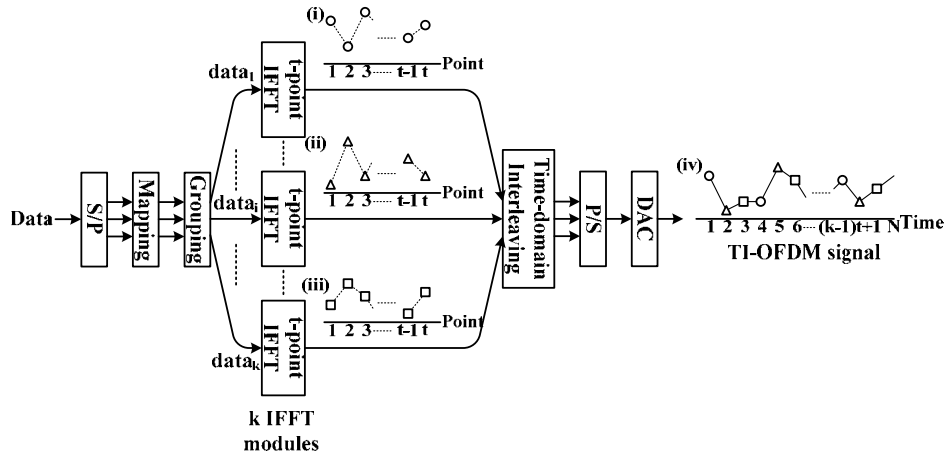 Data
S/P
Mapping
Grouping
data1
datai
datak
t-point
IFFT
t-point
IFFT
t-point
IFFT
k IFFT
modules
(i)
1 2 3 ...... t-1 t Point
(ii)
1 2 3 ...... t-1 t Point
(iii)
1 2 3 ...... t-1 t Point
Time-domain
Interleaving
P/S
DAC
(iv)
1 2 3 4 5 6 ...... (k-1)t+1 N Time
TI-OFDM signal